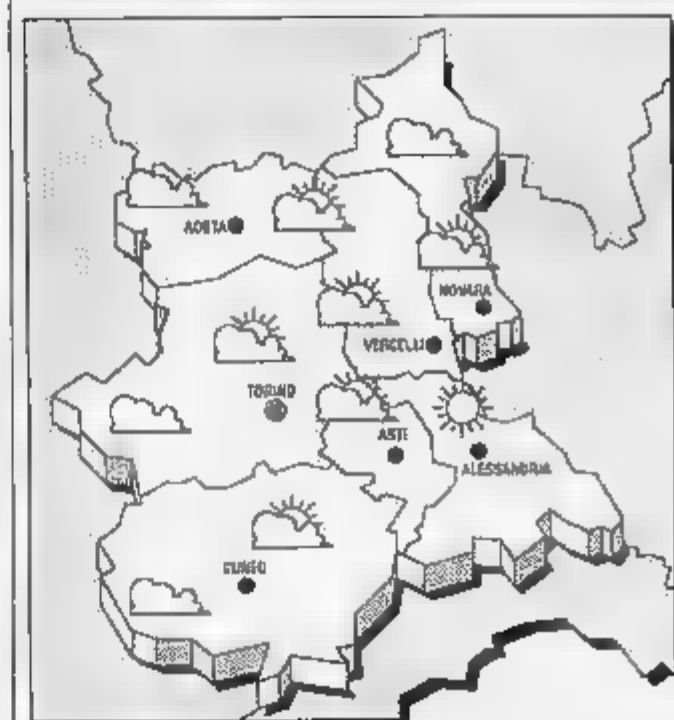 AOSTA
NOVARA
VERCELLI
TORINO
ASTI
ALESSANDRIA
CUNEO